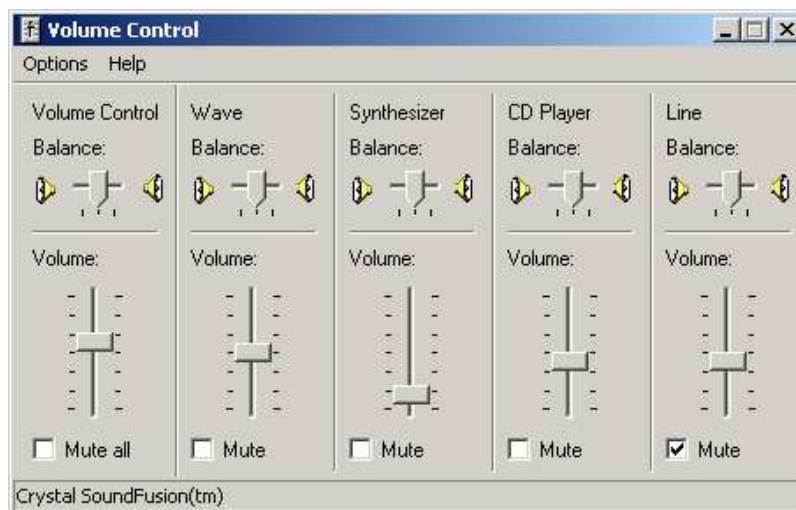 Volume Control
Options Help
Volume Control Wave Synthesizer CD Player Line
Balance: Balance: Balance: Balance: Balance:
Volume: Volume: Volume: Volume: Volume:
Mute all Mute Mute Mute Mute
Crystal SoundFusion(tm)